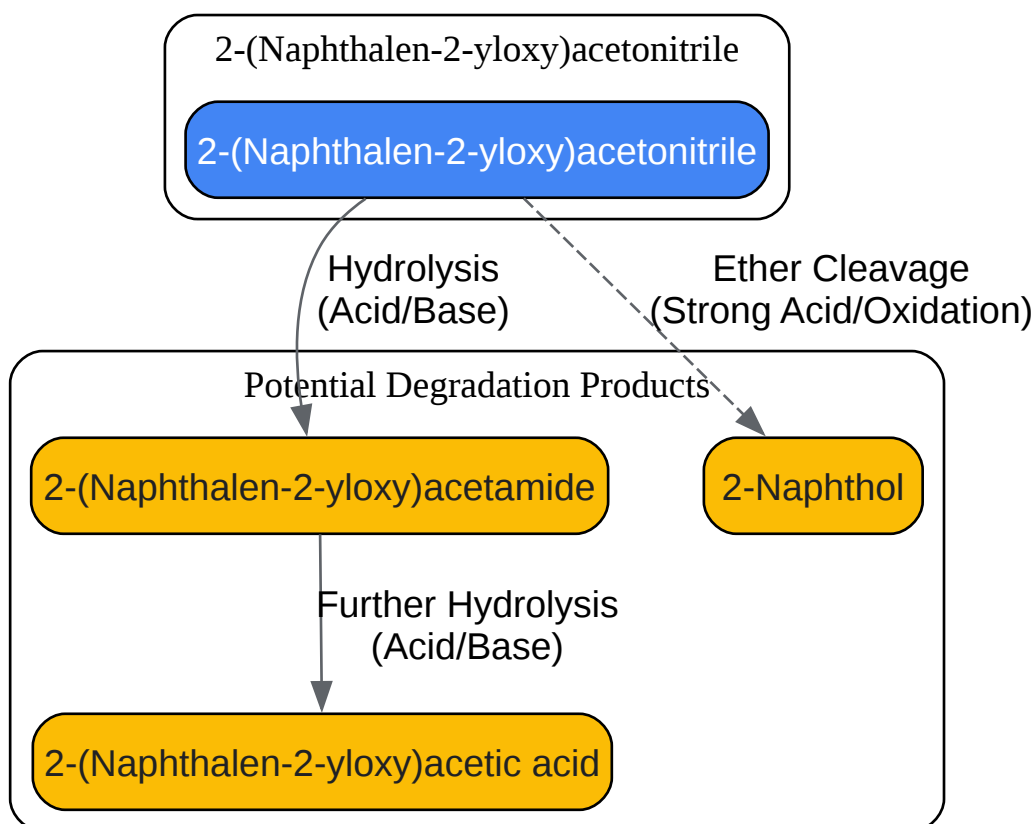 2-(Naphthalen-2-yloxy)acetonitrile
2-(Naphthalen-2-yloxy)acetonitrile
Hydrolysis
(Acid/Base)
Ether Cleavage
(Strong Acid/Oxidation)
Potential Degradation Products
2-(Naphthalen-2-yloxy)acetamide
2-Naphthol
Further Hydrolysis
(Acid/Base)
2-(Naphthalen-2-yloxy)acetic acid